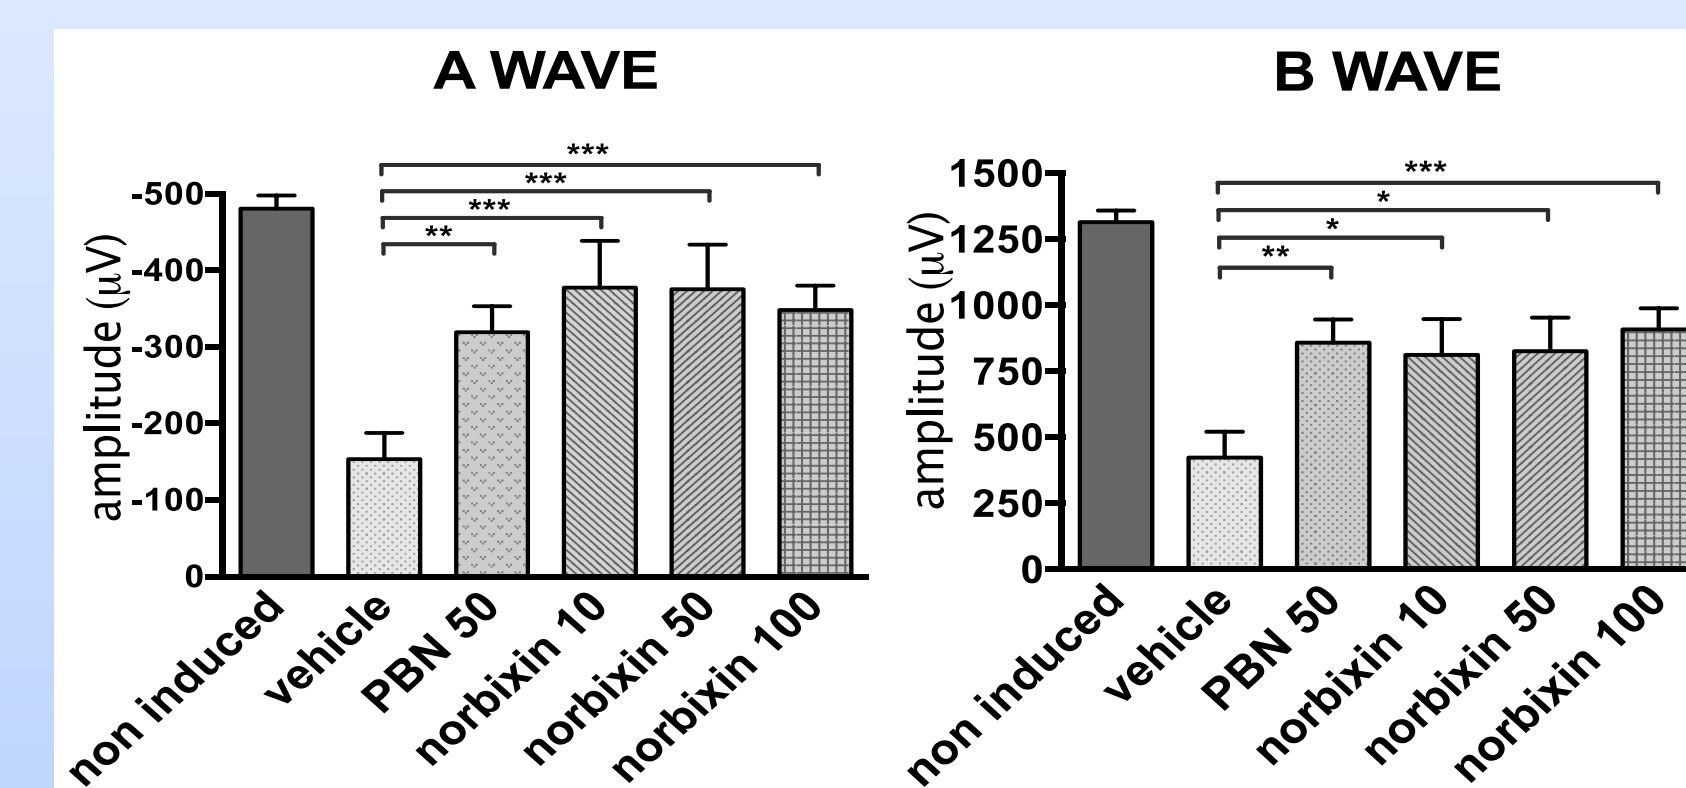 A WAVE
***
***
***
**
amplitude (µV)
-500
-400
-300
-200
-100
0
non induced
vehicle
PBN 50
norbixin 10
norbixin 50
norbixin 100
B WAVE
***
*
*
**
amplitude (µV)
1500
1250
1000
750
500
250
0
non induced
vehicle
PBN 50
norbixin 10
norbixin 50
norbixin 100